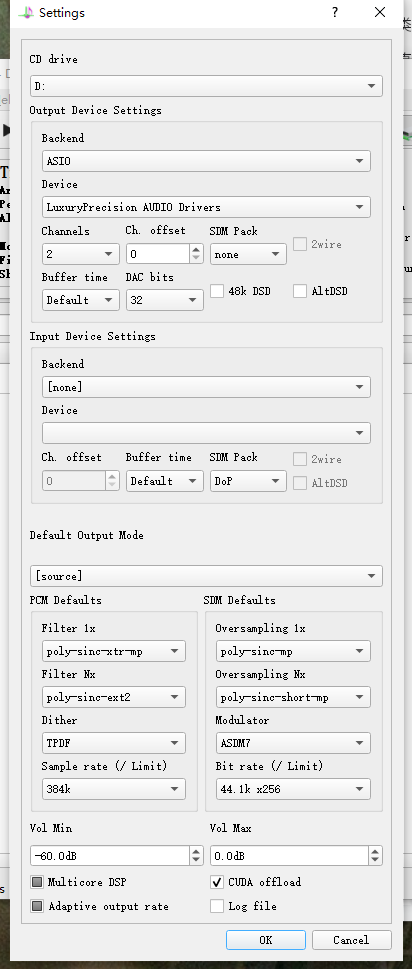 Settings
?
CD drive
D:
Output Device Settings
Backend
ASIO
Device
LuxuryPrecision AUDIO Drivers
Channels Ch. offset SDM Pack
2 0 none 2wire
Buffer time DAC bits
Default 32 48k DSD AltDSD
Input Device Settings
Backend
[none]
Device
Ch. offset Buffer time SDM Pack 2wire
0 Default DoP AltDSD
Default Output Mode
[source]
PCM Defaults SDM Defaults
Filter 1x Oversampling 1x
poly-sinc-xtr-mp poly-sinc-mp
Filter Nx Oversampling Nx
poly-sinc-ext2 poly-sinc-short-mp
Dither Modulator
TPDF ASDM7
Sample rate (/ Limit) Bit rate (/ Limit)
384k 44.1k x256
Vol Min Vol Max
-60.0dB 0.0dB
Multicore DSP CUDA offload
Adaptive output rate Log file
OK Cancel